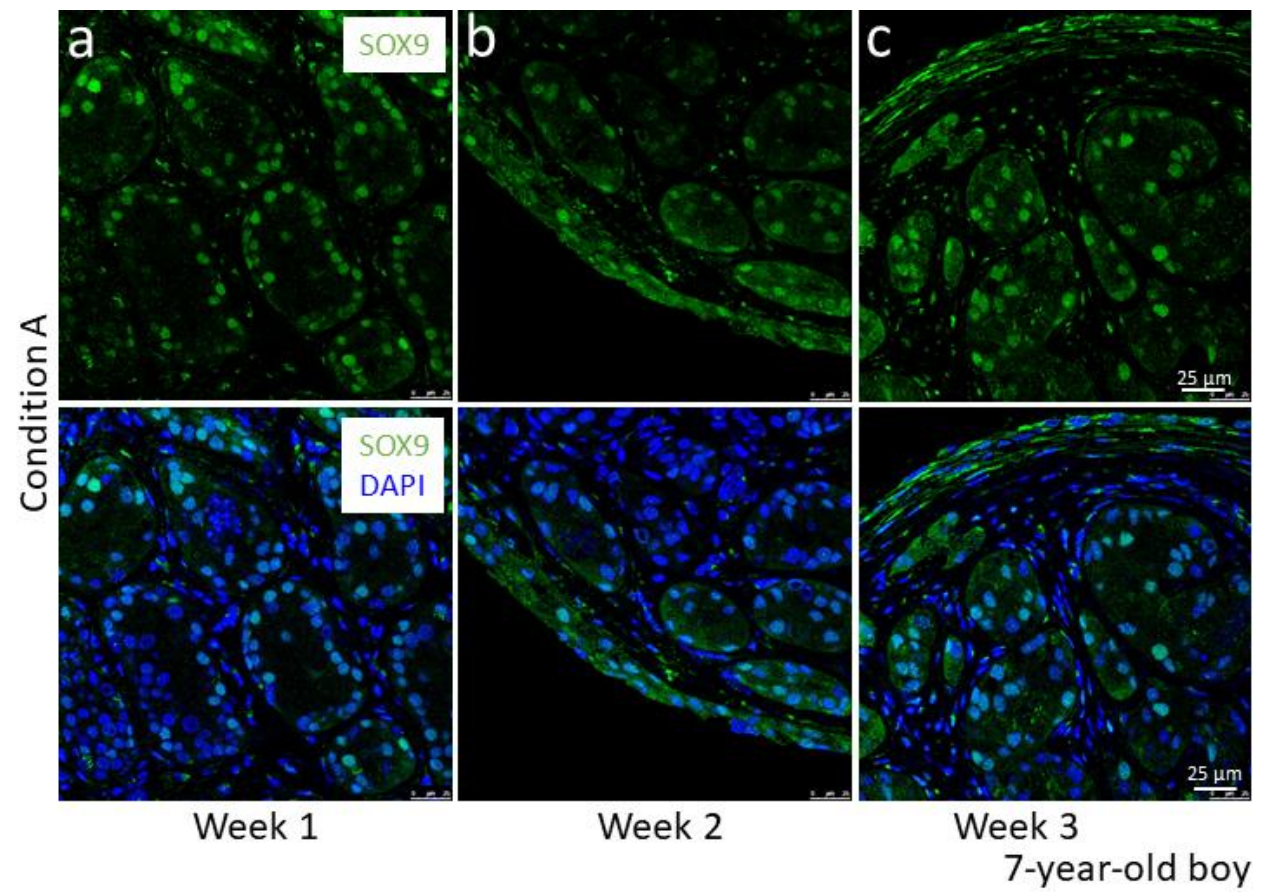 a
SOX9
b
c
25 µm
Condition A
SOX9
DAPI
25 µm
Week 1
Week 2
Week 3
7-year-old boy